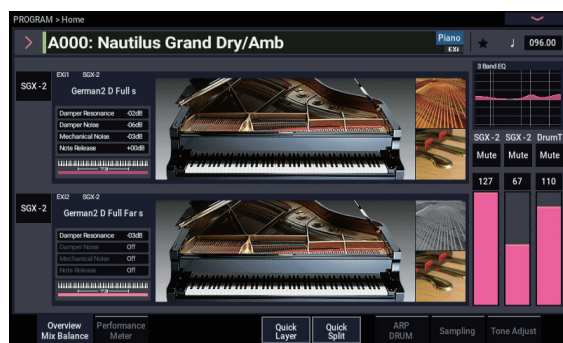 PROGRAM > Home
A000: Nautilus Grand Dry/Amb
Piano
EXi
♩ 096.00
EXI1 SGX-2
SGX-2
German2 D Full s
Damper Resonance -02dB
Damper Noise -06dB
Mechanical Noise -03dB
Note Release +00dB
73
EXI2 SGX-2
SGX-2
German2 D Full Far s
Damper Resonance -03dB
Damper Noise Off
Mechanical Noise Off
Note Release Off
73
3 Band EQ
SGX-2 SGX-2 DrumT
Mute Mute Mute
127 67 110
Overview
Mix Balance
Performance
Meter
Quick
Layer
Quick
Split
ARP
DRUM
Sampling
Tone Adjust